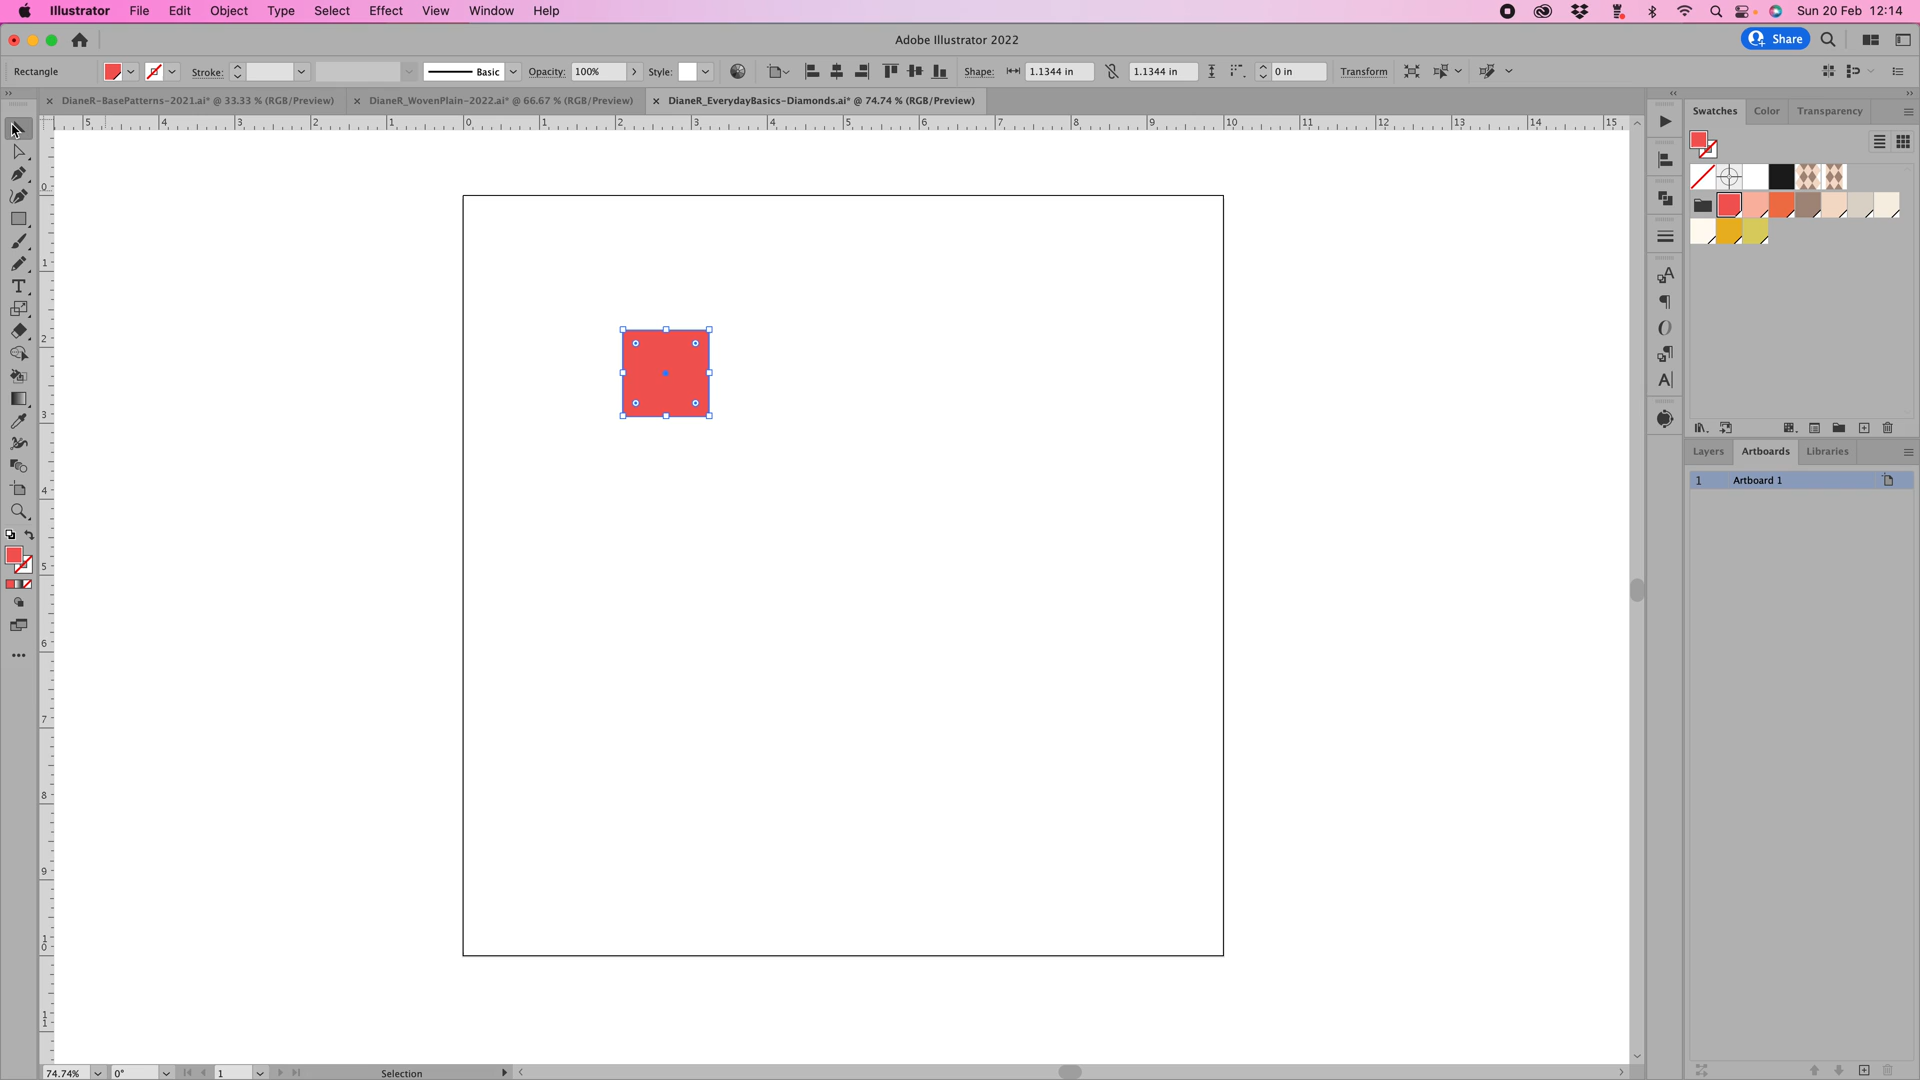 Illustrator File Edit Object Type Select Effect View Window Help Sun 20 Feb 12:14
Adobe Illustrator 2022 Share
Rectangle Stroke: Basic Opacity: 100% Style: Shape: 1.1344 in 1.1344 in 0 in Transform
DianeR-BasePatterns-2021.ai* @ 33.33 % (RGB/Preview) DianeR_WovenPlain-2022.ai* @ 66.67 % (RGB/Preview) DianeR_EverydayBasics-Diamonds.ai* @ 74.74 % (RGB/Preview)
Swatches Color Transparency
5 4 3 2 1 0 1 2 3 4 5 6 7 8 9 10 11 12 13 14 15
0
1
2
3
4
5
6
7
8
9
10
11
Layers Artboards Libraries
1 Artboard 1
74.74% 0° 1 Selection